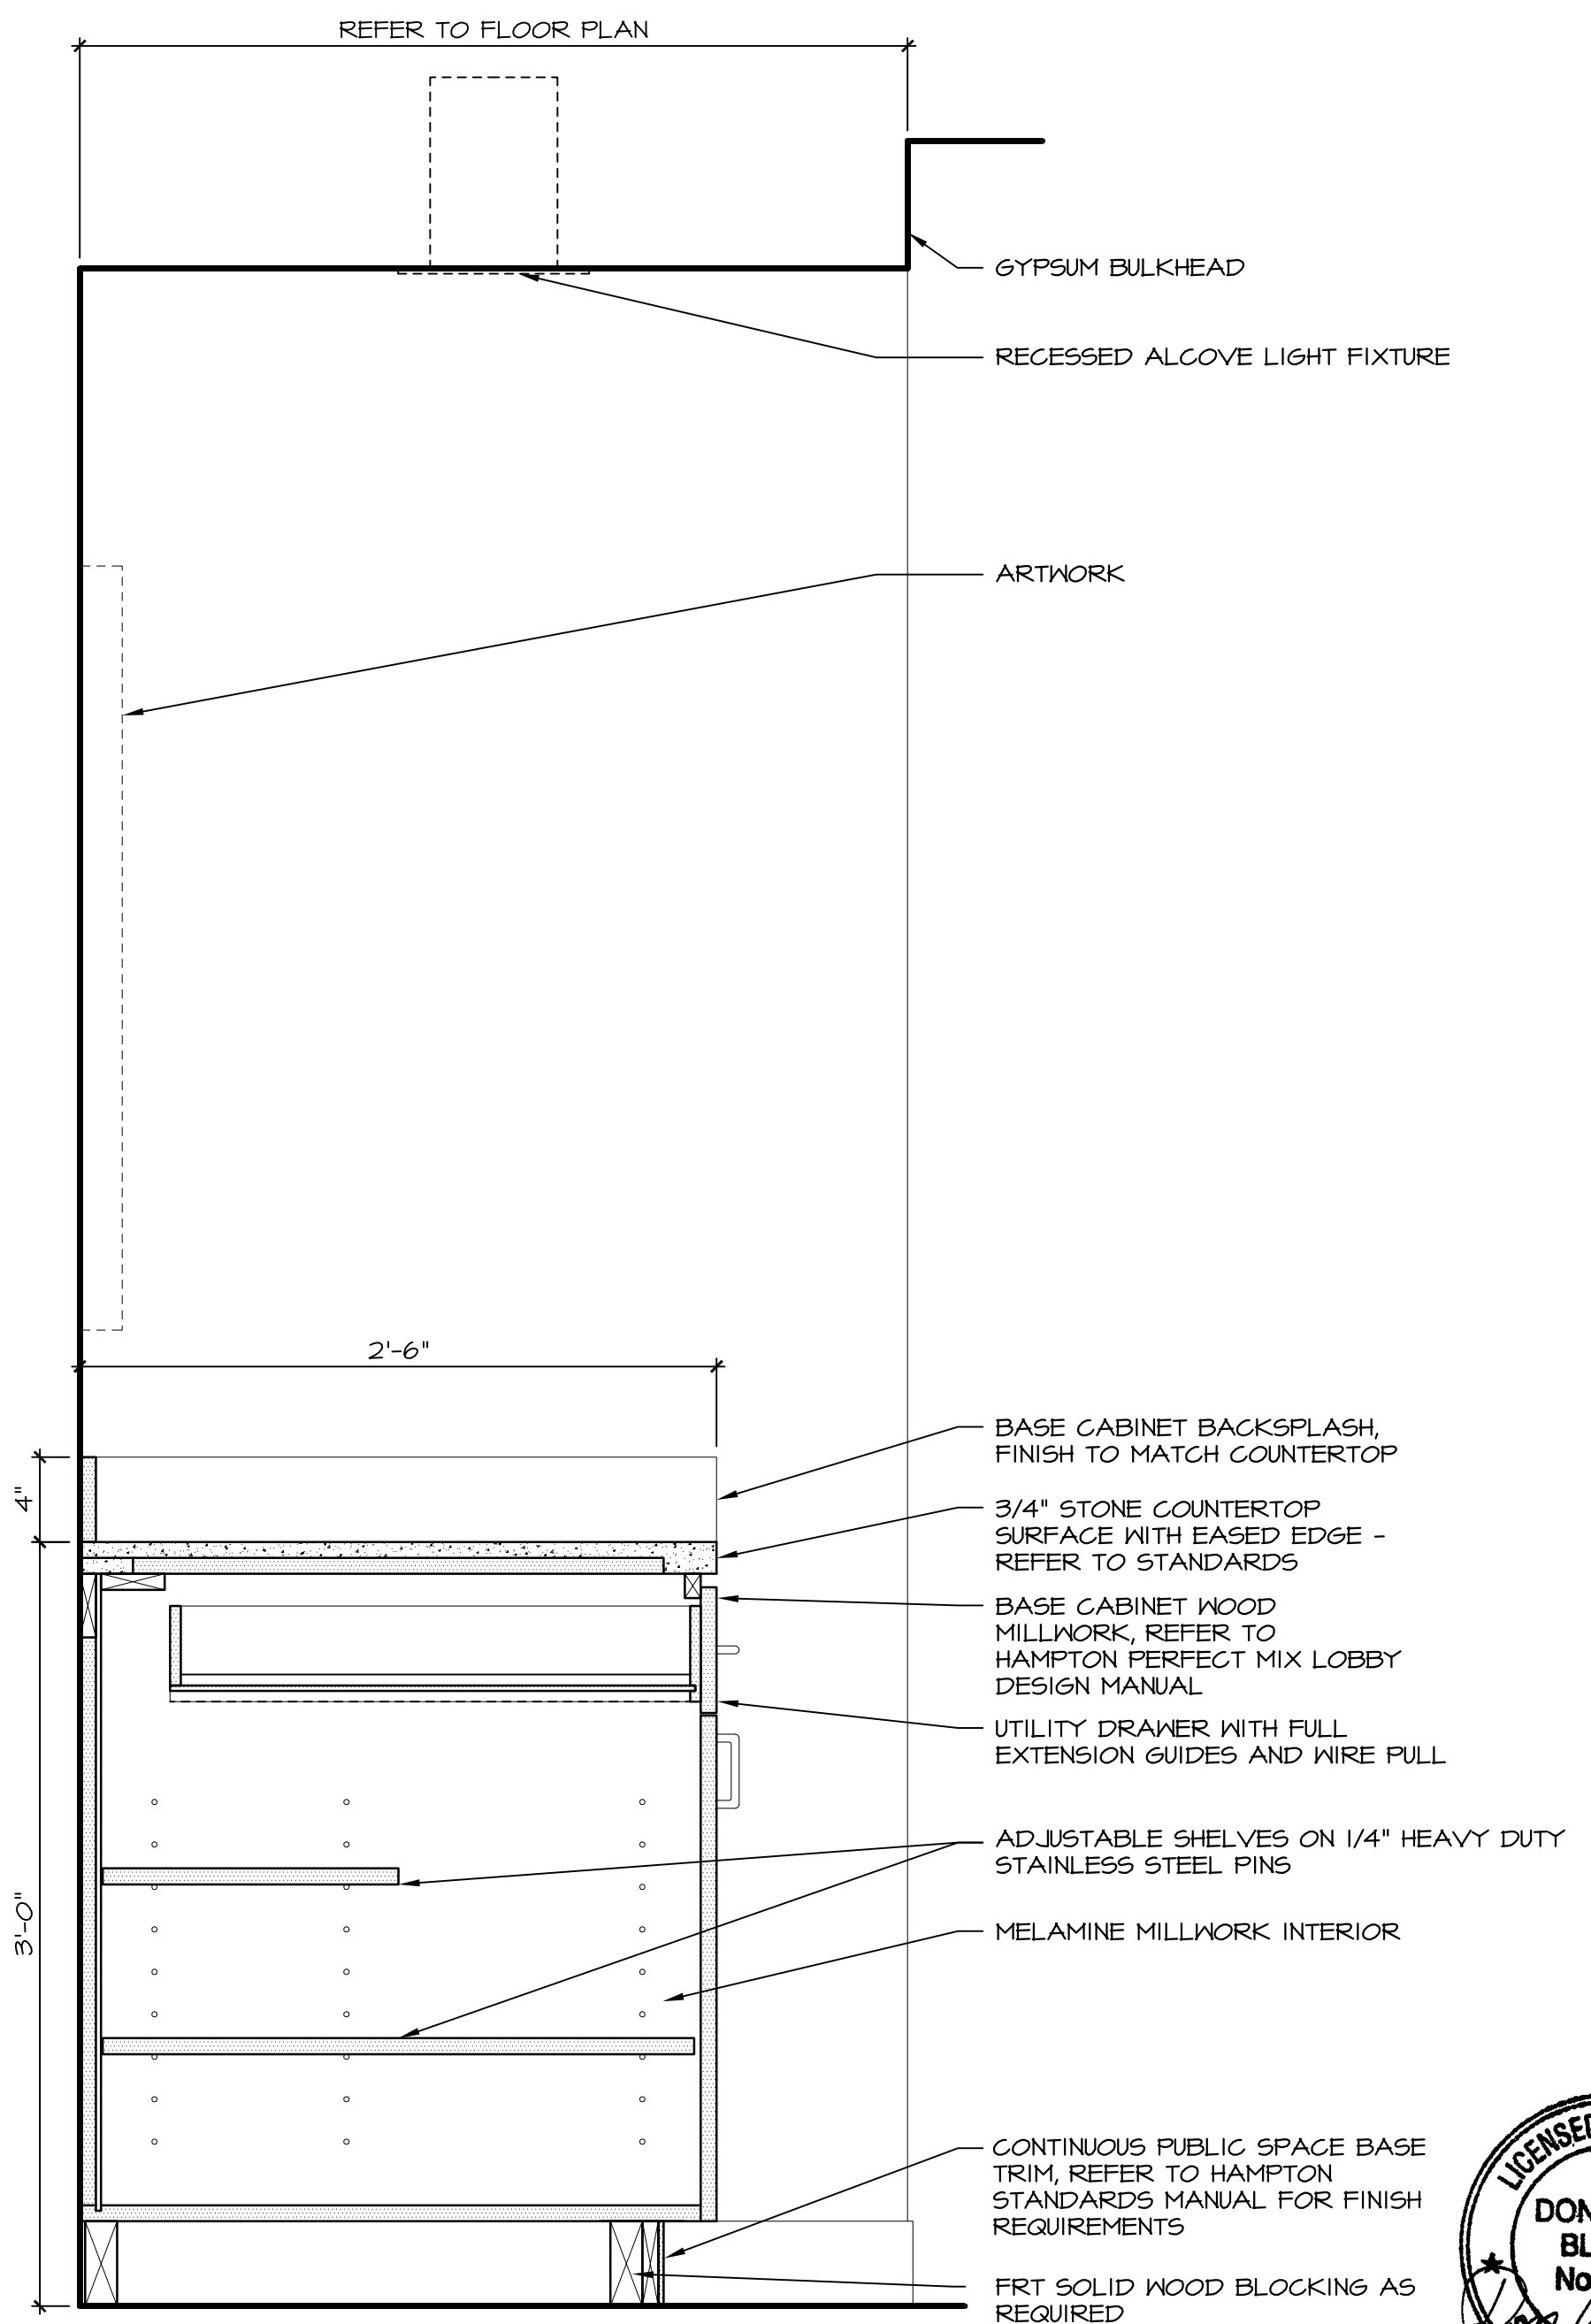 REFER TO FLOOR PLAN
GYPSUM BULKHEAD
RECESSED ALCOVE LIGHT FIXTURE
ARTWORK
2'-6"
BASE CABINET BACKSPLASH,
FINISH TO MATCH COUNTERTOP
4"
3/4" STONE COUNTERTOP
SURFACE WITH EASED EDGE -
REFER TO STANDARDS
BASE CABINET WOOD
MILLWORK, REFER TO
HAMPTON PERFECT MIX LOBBY
DESIGN MANUAL
UTILITY DRAWER WITH FULL
EXTENSION GUIDES AND WIRE PULL
ADJUSTABLE SHELVES ON 1/4" HEAVY DUTY
STAINLESS STEEL PINS
3'-0"
MELAMINE MILLWORK INTERIOR
CONTINUOUS PUBLIC SPACE BASE
TRIM, REFER TO HAMPTON
STANDARDS MANUAL FOR FINISH
REQUIREMENTS
FRT SOLID WOOD BLOCKING AS
REQUIRED
LICENSED
DON
BL
No